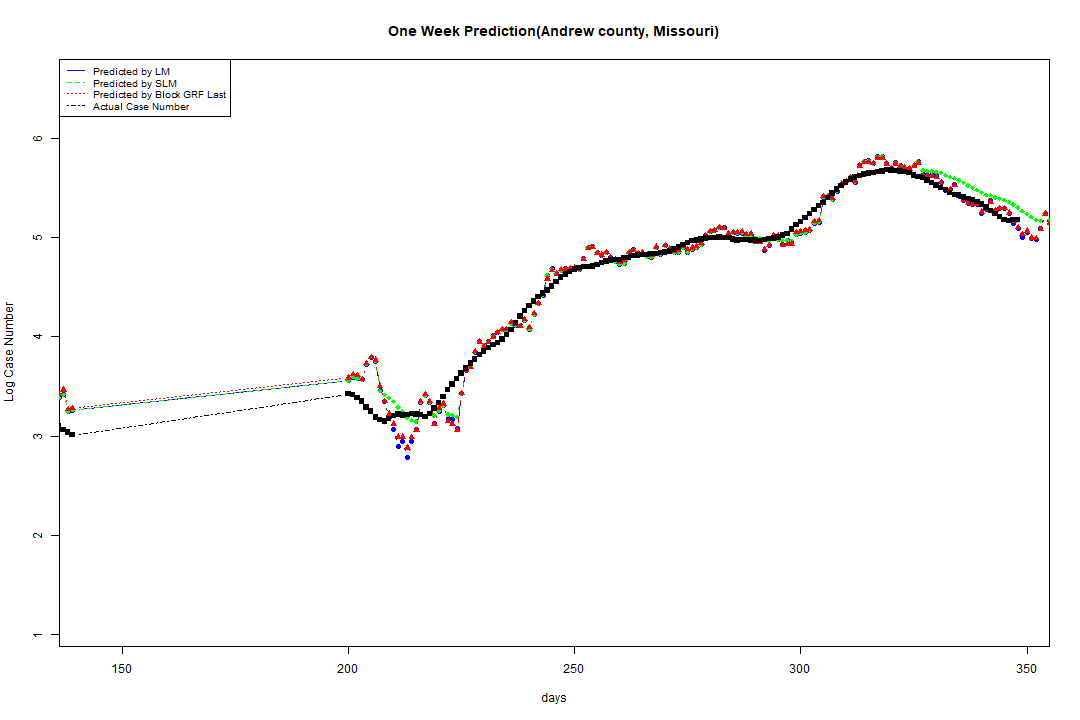 One Week Prediction(Andrew county, Missouri)
Predicted by LM
Predicted by SLM
Predicted by Block GRF Last
Actual Case Number
6
5
4
3
2
1
Log Case Number
150 200 250 300 350
days